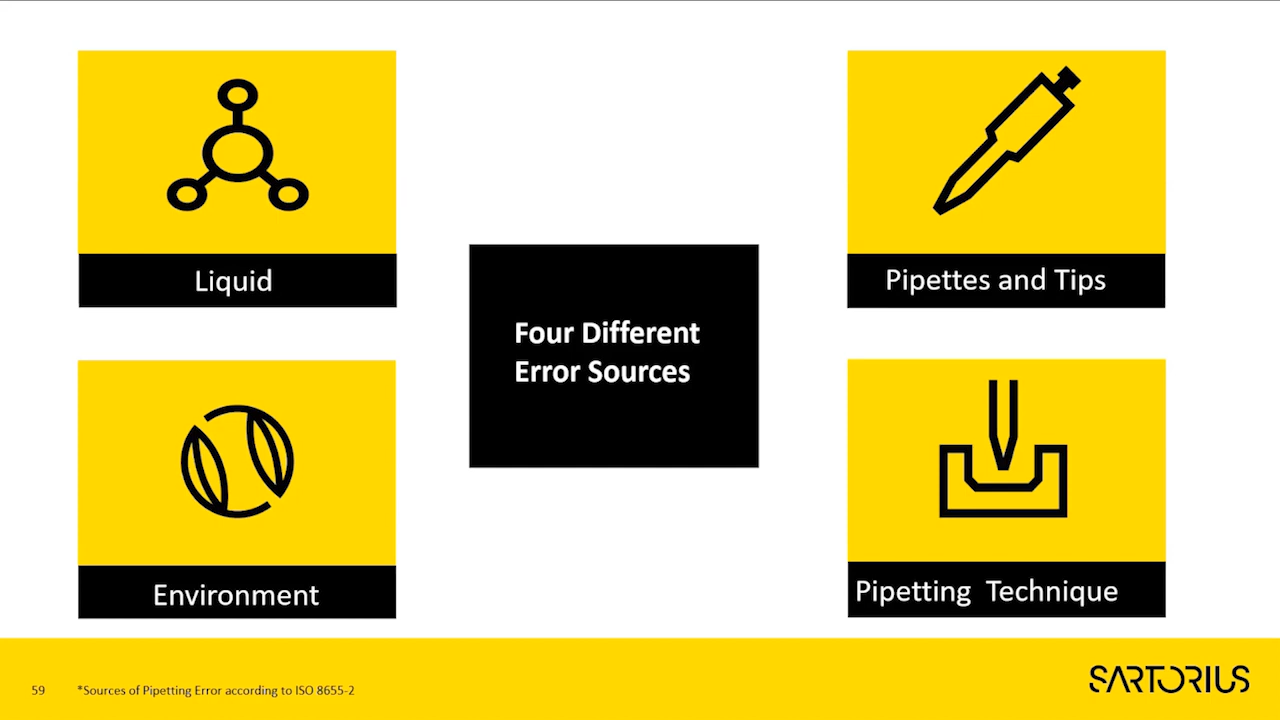 Liquid
Pipettes and Tips
Four Different
Error Sources
Environment
Pipetting Technique
59 *Sources of Pipetting Error according to ISO 8655-2
SARTORIUS